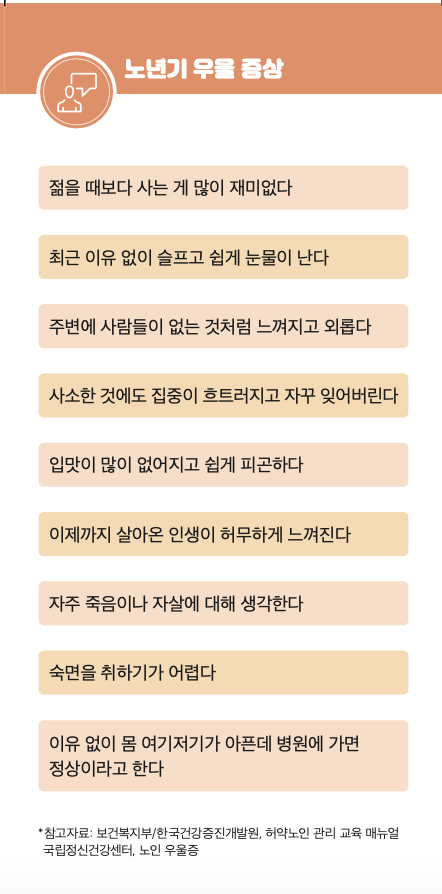 노년기 우울 증상
젊을 때보다 사는 게 많이 재미없다
최근 이유 없이 슬프고 쉽게 눈물이 난다
주변에 사람들이 없는 것처럼 느껴지고 외롭다
사소한 것에도 집중이 흐트러지고 자꾸 잊어버린다
입맛이 많이 없어지고 쉽게 피곤하다
이제까지 살아온 인생이 허무하게 느껴진다
자주 죽음이나 자살에 대해 생각한다
숙면을 취하기가 어렵다
이유 없이 몸 여기저기가 아픈데 병원에 가면
정상이라고 한다
*참고자료: 보건복지부/한국건강증진개발원, 허약노인 관리 교육 매뉴얼
국립정신건강센터, 노인 우울증